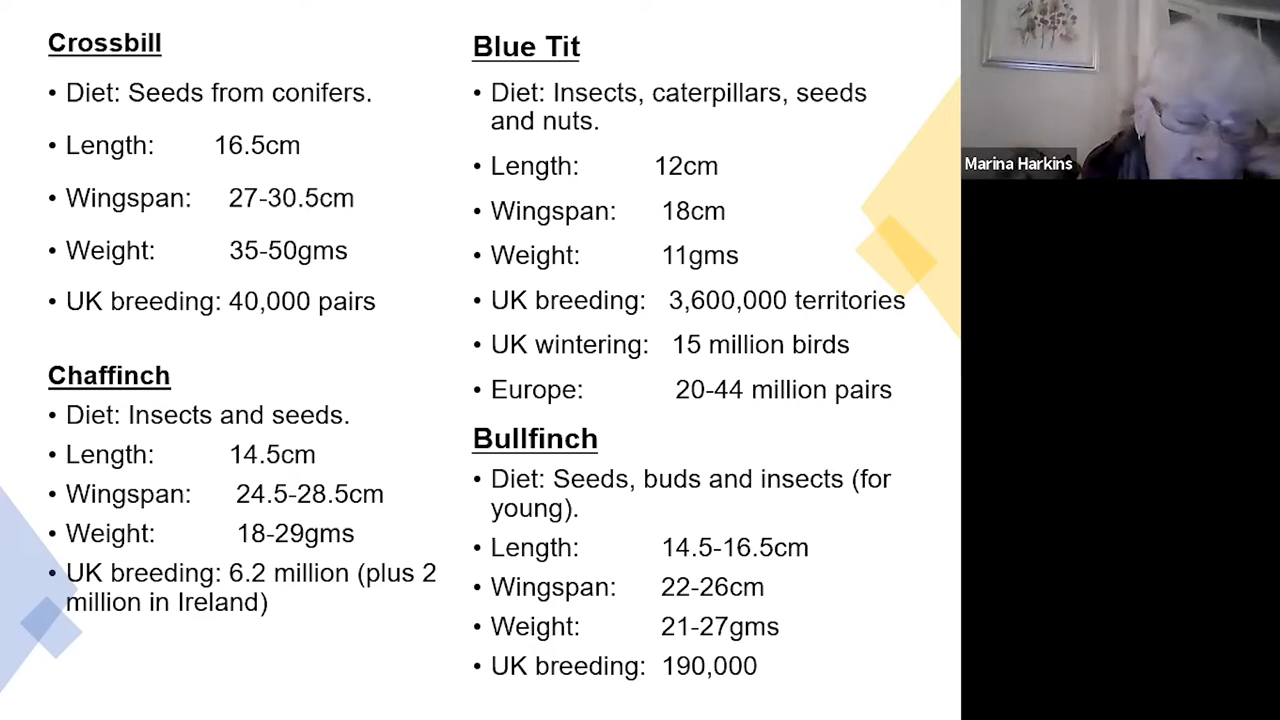 Crossbill
• Diet: Seeds from conifers.
• Length: 16.5cm
• Wingspan: 27-30.5cm
• Weight: 35-50gms
• UK breeding: 40,000 pairs
Chaffinch
• Diet: Insects and seeds.
• Length: 14.5cm
• Wingspan: 24.5-28.5cm
• Weight: 18-29gms
• UK breeding: 6.2 million (plus 2
million in Ireland)
Blue Tit
• Diet: Insects, caterpillars, seeds
and nuts.
• Length: 12cm
• Wingspan: 18cm
• Weight: 11gms
• UK breeding: 3,600,000 territories
• UK wintering: 15 million birds
• Europe: 20-44 million pairs
Bullfinch
• Diet: Seeds, buds and insects (for
young).
• Length: 14.5-16.5cm
• Wingspan: 22-26cm
• Weight: 21-27gms
• UK breeding: 190,000
Marina Harkins